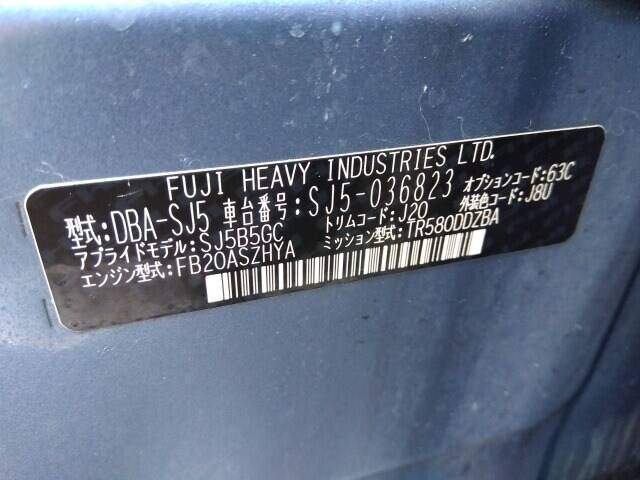 FUJI HEAVY INDUSTRIES LTD.
型式:DBA-SJ5 車台番号:SJ5-036823 オプションコード:63C
アプライドモデル:SJ5B5GC トリムコード:J20 外装色コード:J8U
エンジン型式:FB20ASZHYA ミッション型式:TR580DDZBA